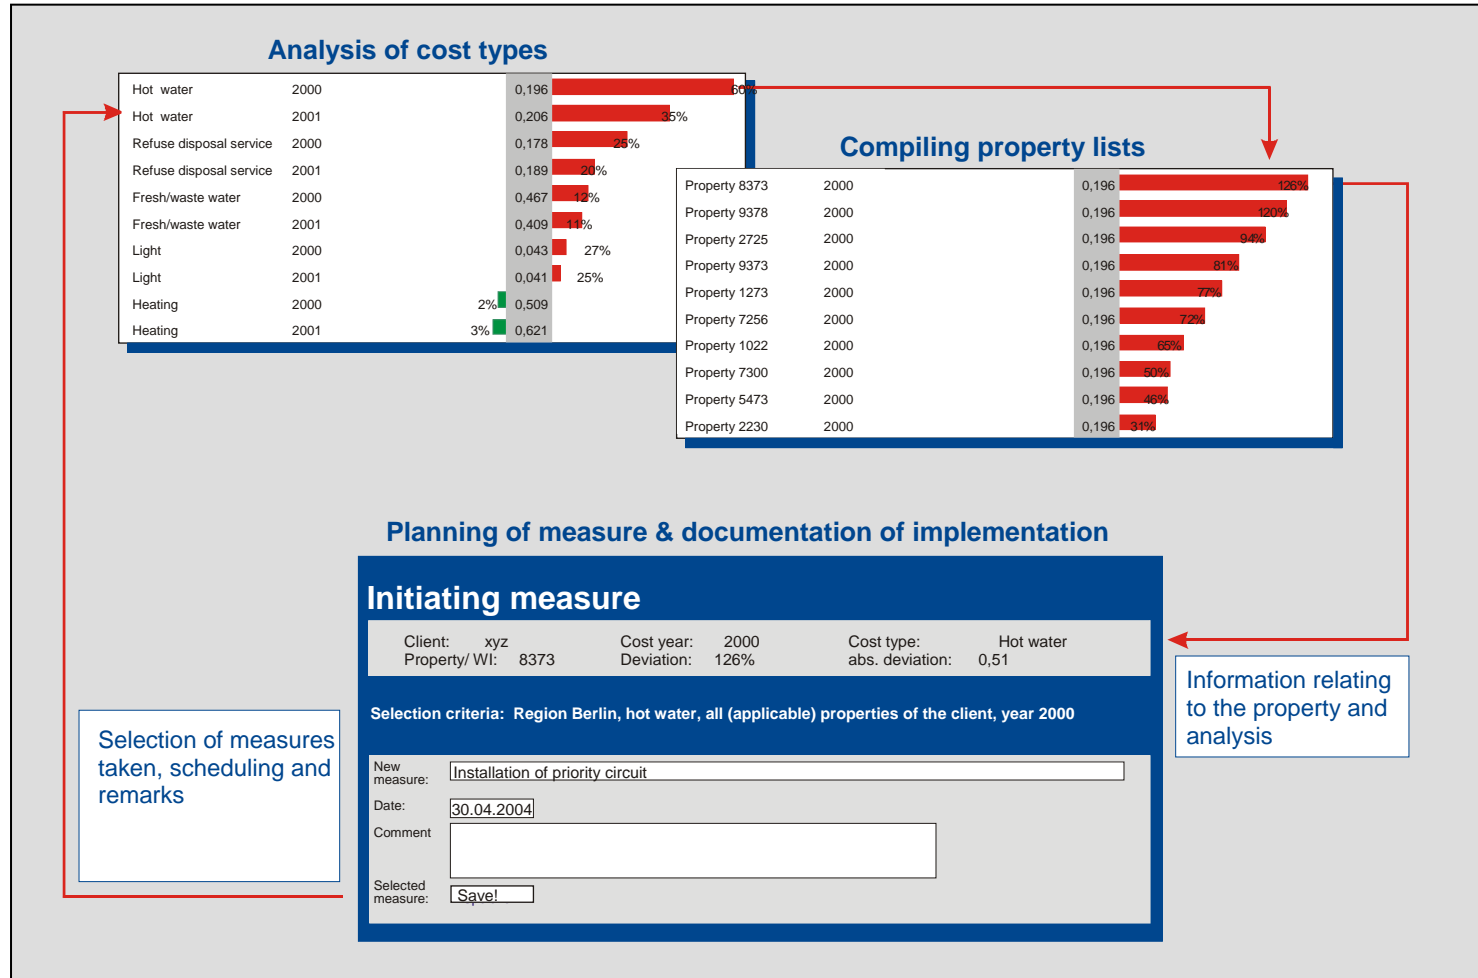 Analysis of cost types
Hot water 2000 0,196 60%
Hot water 2001 0,206 35%
Refuse disposal service 2000 0,178 25%
Refuse disposal service 2001 0,189 20%
Fresh/waste water 2000 0,467 12%
Fresh/waste water 2001 0,409 11%
Light 2000 0,043 27%
Light 2001 0,041 25%
Heating 2000 2% 0,509
Heating 2001 3% 0,621
Compiling property lists
Property 8373 2000 0,196 126%
Property 9378 2000 0,196 120%
Property 2725 2000 0,196 94%
Property 9373 2000 0,196 81%
Property 1273 2000 0,196 77%
Property 7256 2000 0,196 72%
Property 1022 2000 0,196 65%
Property 7300 2000 0,196 50%
Property 5473 2000 0,196 46%
Property 2230 2000 0,196 31%
Planning of measure & documentation of implementation
Initiating measure
Client: xyz Cost year: 2000 Cost type: Hot water
Property/ WI: 8373 Deviation: 126% abs. deviation: 0,51
Selection criteria: Region Berlin, hot water, all (applicable) properties of the client, year 2000
New
measure: Installation of priority circuit
Date: 30.04.2004
Comment
Selected
measure: Save!
Information relating
to the property and
analysis
Selection of measures
taken, scheduling and
remarks